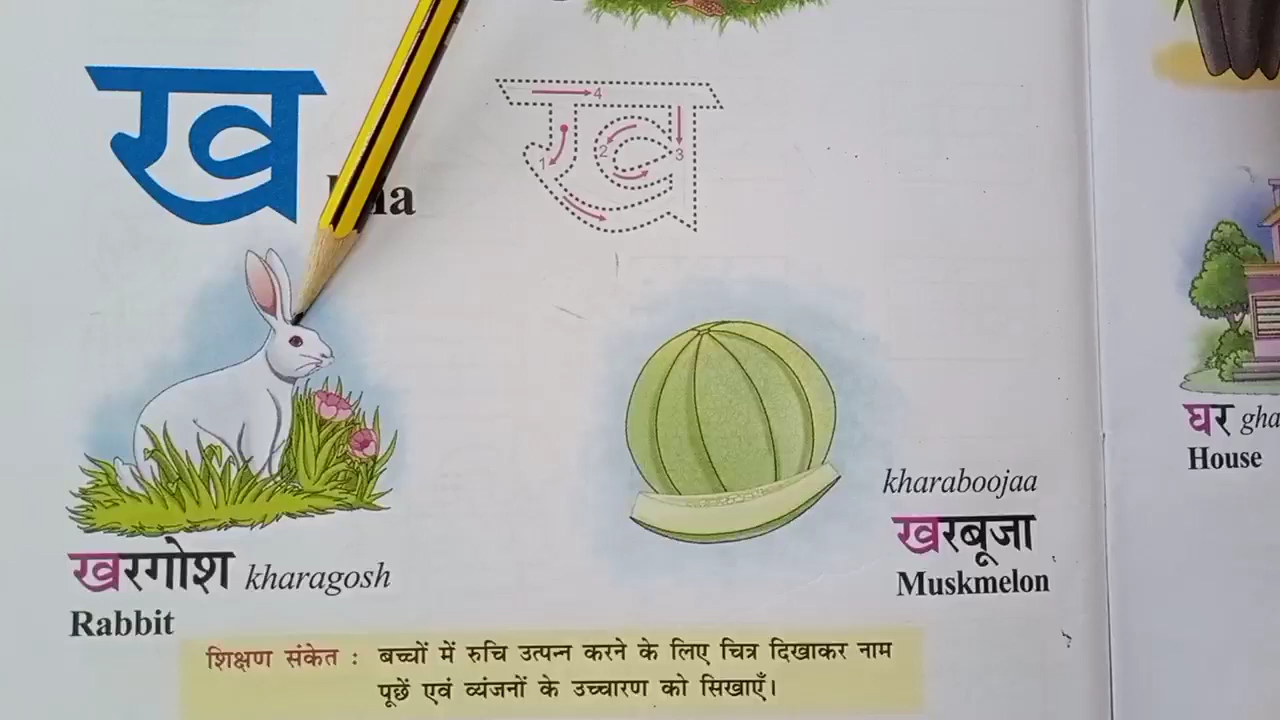 ख
4
1
2
3
खरगोश kharagosh
Rabbit
kharaboojaa
खरबूजा
Muskmelon
घर
House
शिक्षण संकेत : बच्चों में रुचि उत्पन्न करने के लिए चित्र दिखाकर नाम
पूछें एवं व्यंजनों के उच्चारण को सिखाएँ।